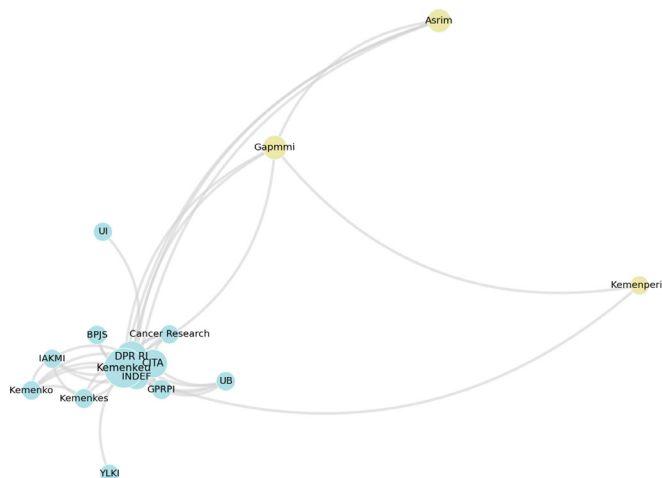 Asrim
Gapmmi
UI
Kemenperi
BPJS
Cancer Research
IAKMI
DPR RI
CITA
Kemenkeu
INDEF
Kemenko
Kemenkes
GPRPI
UB
YLKI